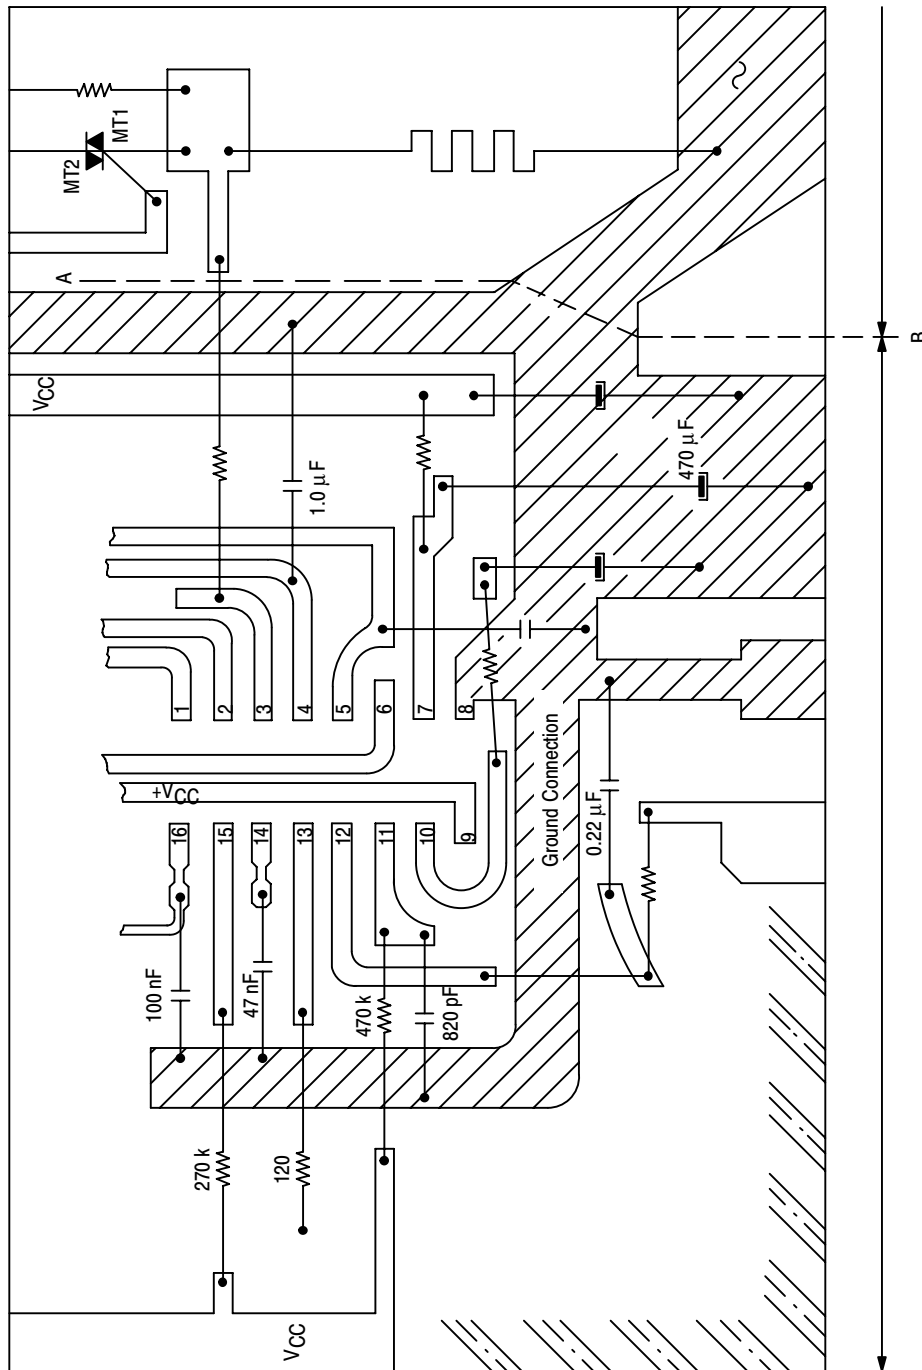 MT1
MT2
A
B
VCC
1.0 µF
470 µF
1
2
3
4
5
6
7
8
+VCC
16
15
14
13
12
11
10
9
Ground Connection
0.22 µF
100 nF
47 nF
470 k
820 pF
270 k
120
VCC